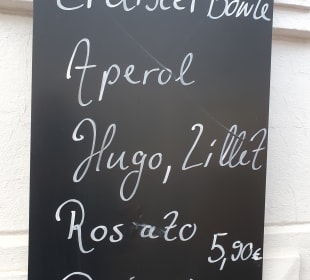 Bowle
Aperol
Hugo, Lillet
Rosato
5,90€